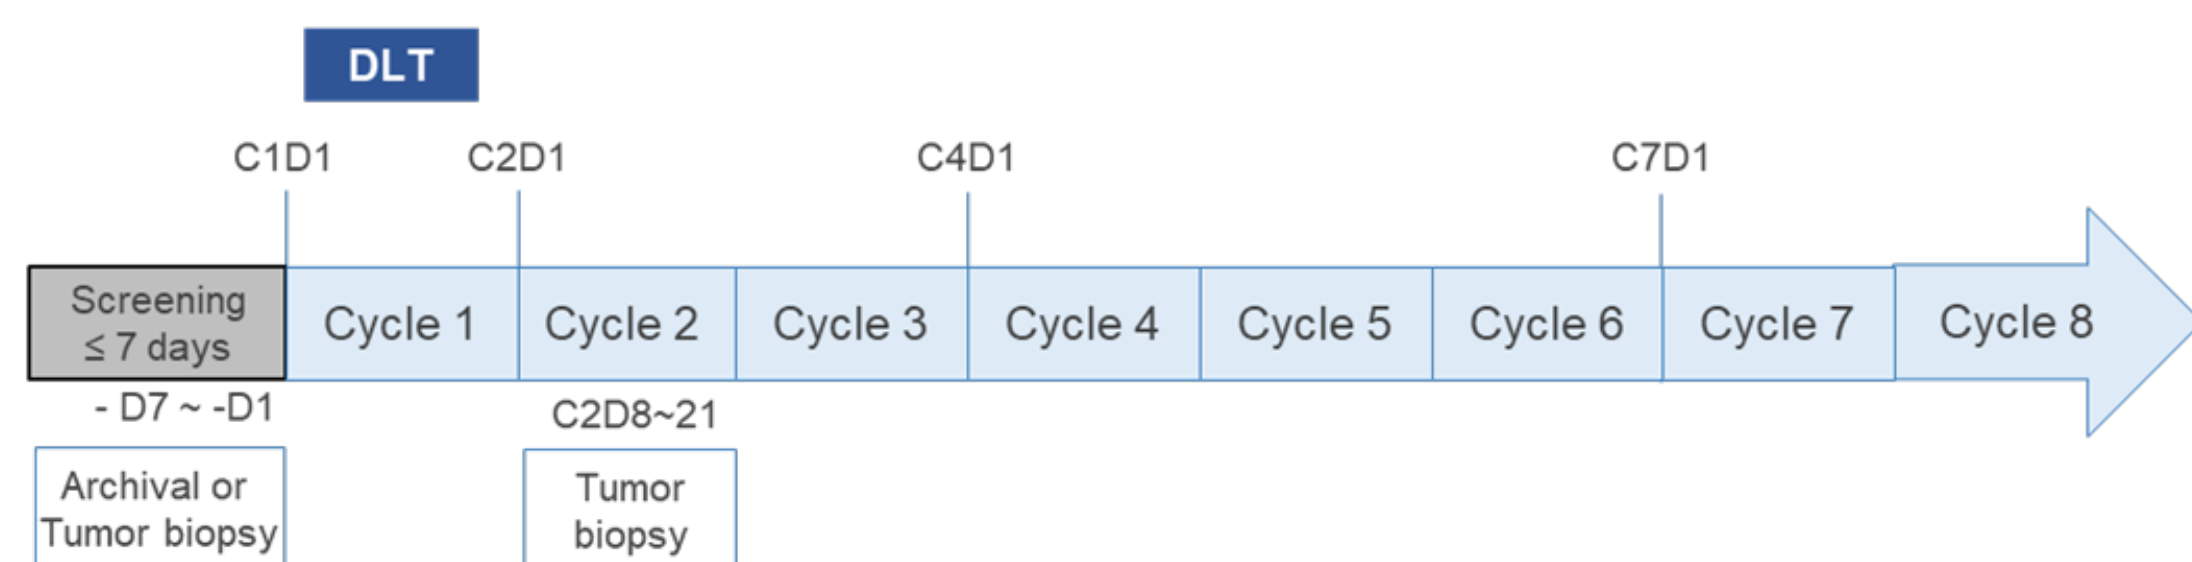 DLT
C1D1
C2D1
C4D1
C7D1
Screening
≤ 7 days
Cycle 1
Cycle 2
Cycle 3
Cycle 4
Cycle 5
Cycle 6
Cycle 7
Cycle 8
- D7 ~ -D1
C2D8~21
Archival or
Tumor biopsy
Tumor
biopsy